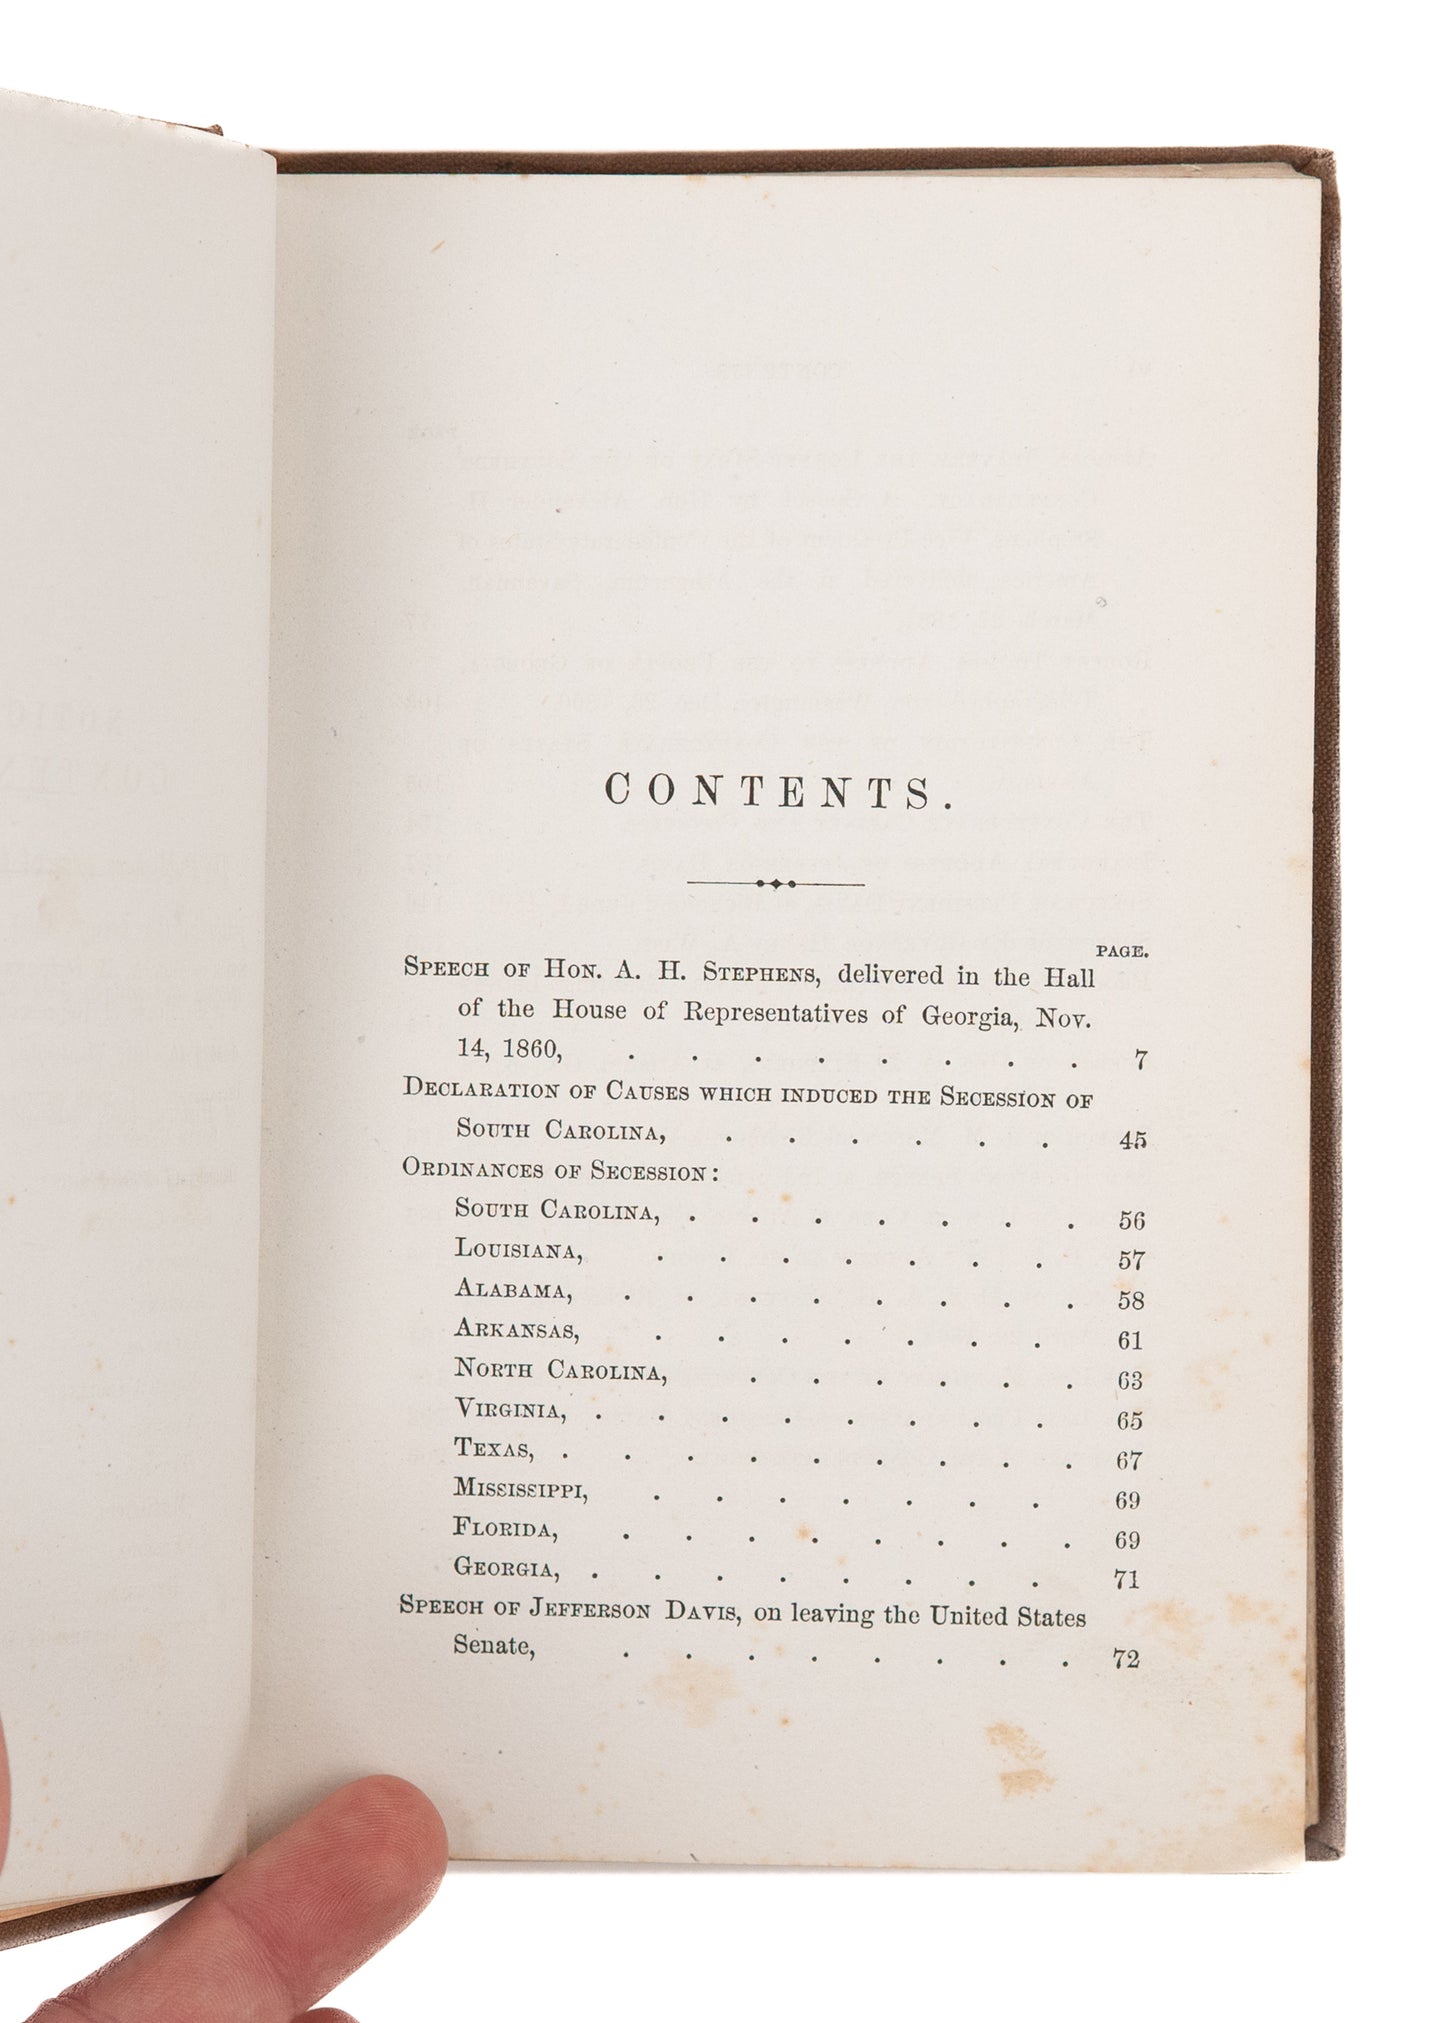 CONTENTS.
PAGE.
SPEECH OF HON. A. H. STEPHENS, delivered in the Hall
of the House of Representatives of Georgia, Nov.
14, 1860, . . . . . . . . 7
DECLARATION OF CAUSES WHICH INDUCED THE SECESSION OF
SOUTH CAROLINA, . . . . . . 45
ORDINANCES OF SECESSION:
SOUTH CAROLINA, . . . . . . . 56
LOUISIANA, . . . . . . . 57
ALABAMA, . . . . . . . . 58
ARKANSAS, . . . . . . . 61
NORTH CAROLINA, . . . . . . 63
VIRGINIA, . . . . . . . . 65
TEXAS, . . . . . . . . . 67
MISSISSIPPI, . . . . . . . 69
FLORIDA, . . . . . . . . 69
GEORGIA, . . . . . . . . 71
SPEECH OF JEFFERSON DAVIS, on leaving the United States
Senate, . . . . . . . . 72